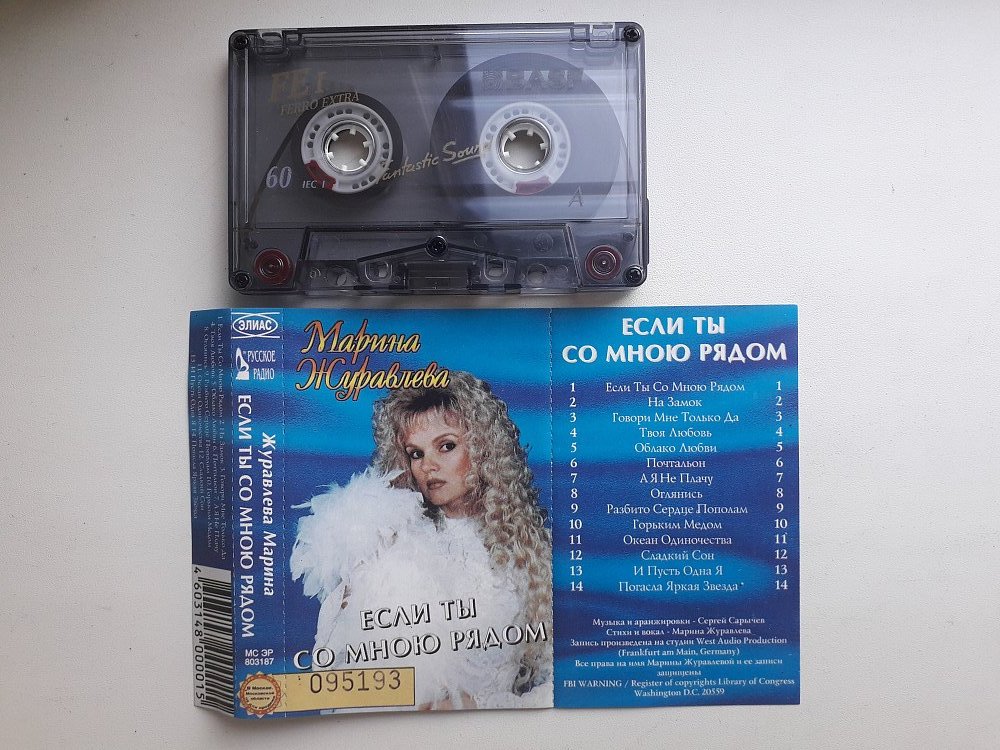 FE I
FERRO EXTRA
60
IEC I
Fantastic Sound
A
ЭЛИАС
РУССКОЕ
РАДИО
ЕСЛИ ТЫ СО МНОЮ РЯДОМ
Журавлева Марина
МС ЭР
803187
4 603148 000015
Марина
Журавлева
ЕСЛИ ТЫ
СО МНОЮ РЯДОМ
095193
ЕСЛИ ТЫ
СО МНОЮ РЯДОМ
1 Если Ты Со Мною Рядом 1
2 На Замок 2
3 Говори Мне Только Да 3
4 Твоя Любовь 4
5 Облако Любви 5
6 Почтальон 6
7 А Я Не Плачу 7
8 Оглянись 8
9 Разбито Сердце Пополам 9
10 Горьким Медом 10
11 Океан Одиночества 11
12 Сладкий Сон 12
13 И Пусть Одна Я 13
14 Погасла Яркая Звезда 14
Музыка и аранжировки - Сергей Сарычев
Стихи и вокал - Марина Журавлева
Запись произведена на студии West Audio Production
(Frankfurt am Main, Germany)
Все права на имя Марины Журавлевой и ее записи
защищены
FBI WARNING / Register of copyrights Library of Congress
Washington D.C. 20559